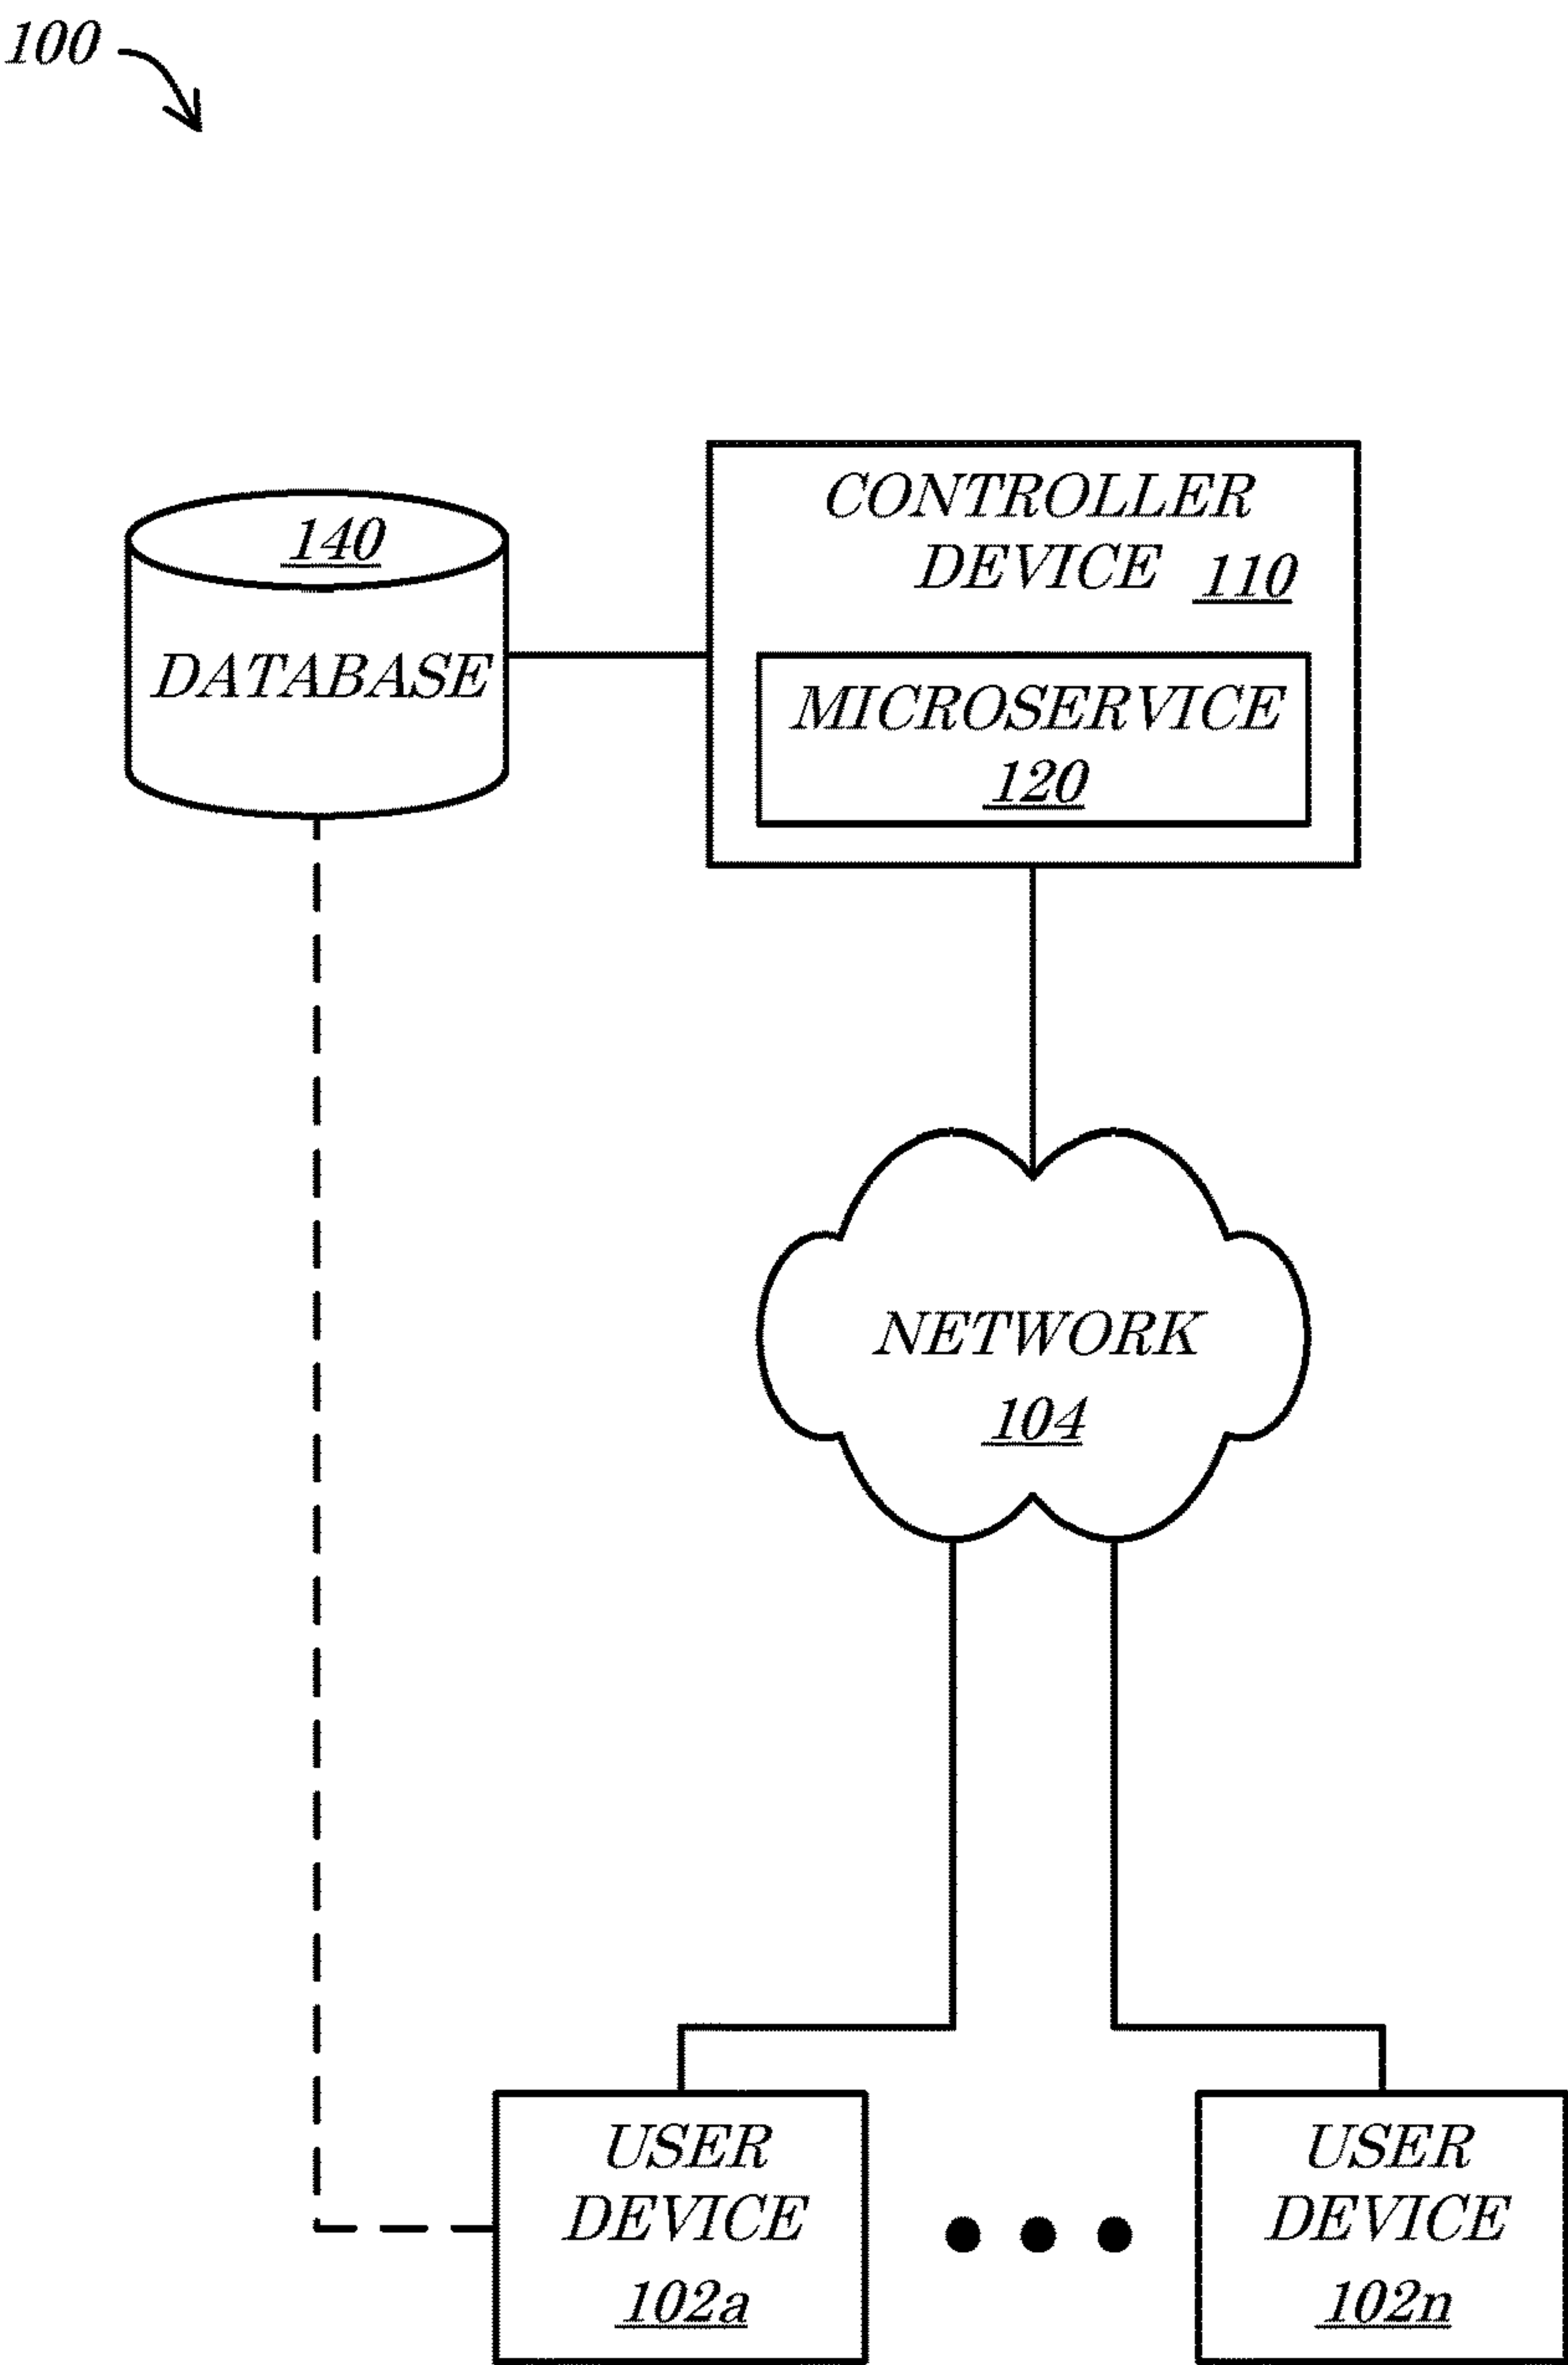 100
140
DATABASE
CONTROLLER
DEVICE 110
MICROSERVICE
120
NETWORK
104
USER
DEVICE
102a
USER
DEVICE
102n